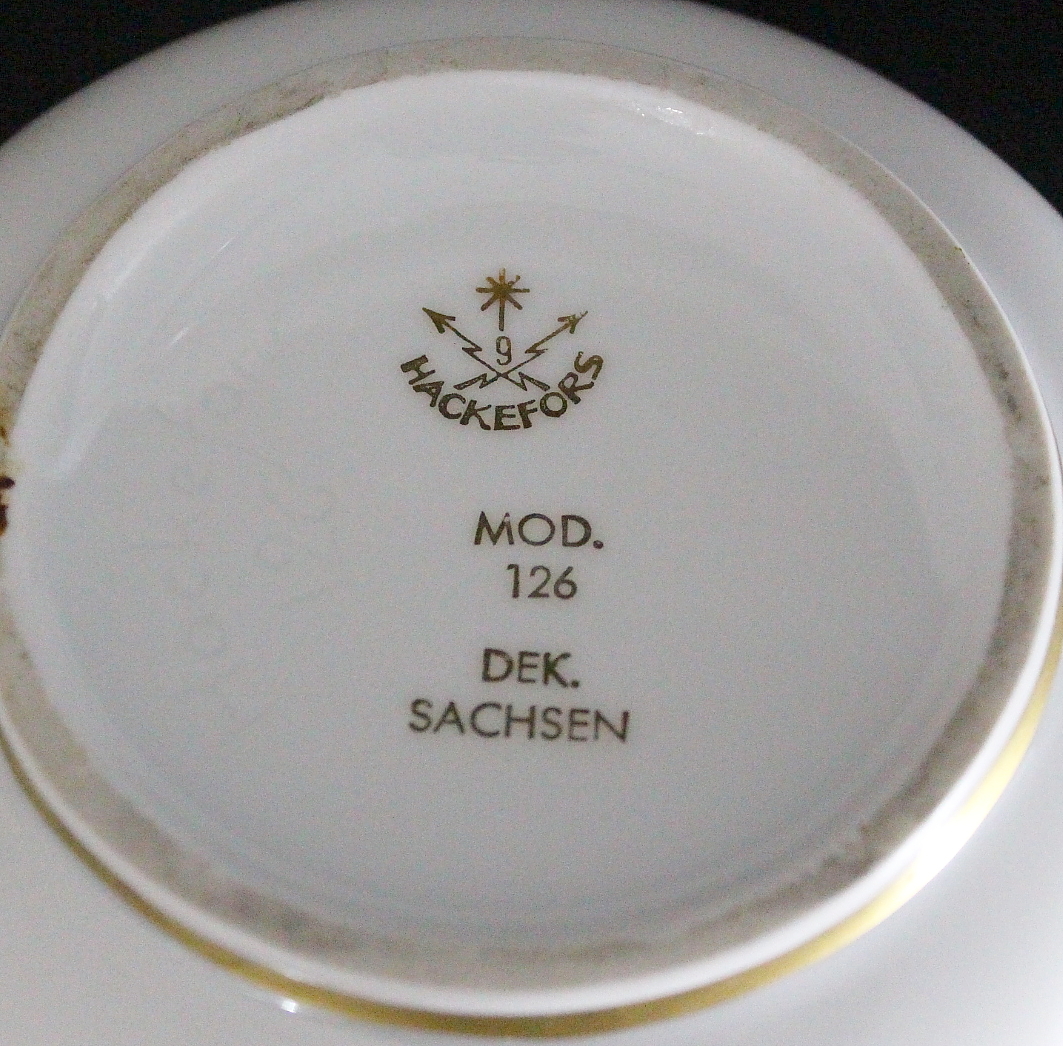 9
HACKEFORS
MOD.
126
DEK.
SACHSEN